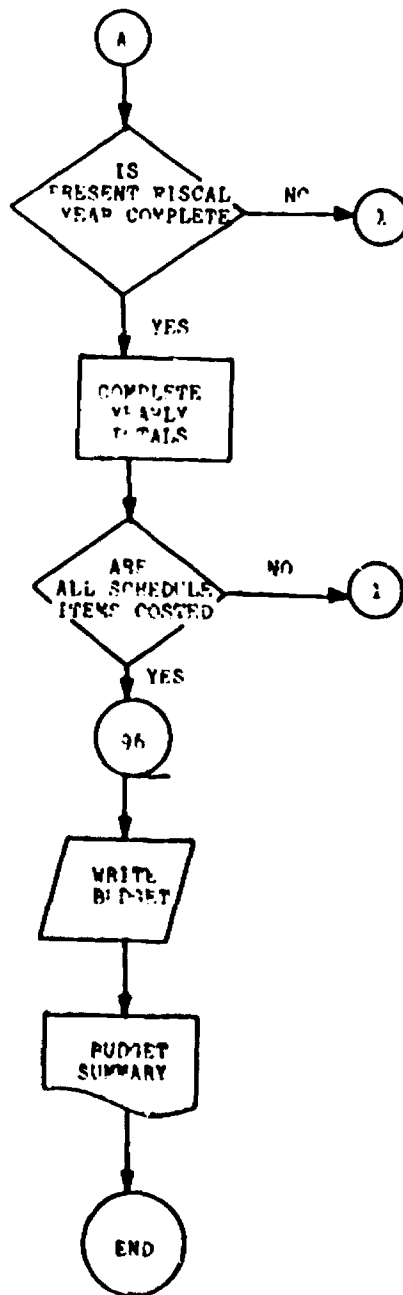 A
IS
PRESENT FISCAL
YEAR COMPLETE
NO
YES
COMPLETE
YEARLY
TOTALS
ARE
ALL SCHEDULE
ITEMS COSTED
NO
YES
96
WRITE
BUDGET
BUDGET
SUMMARY
END